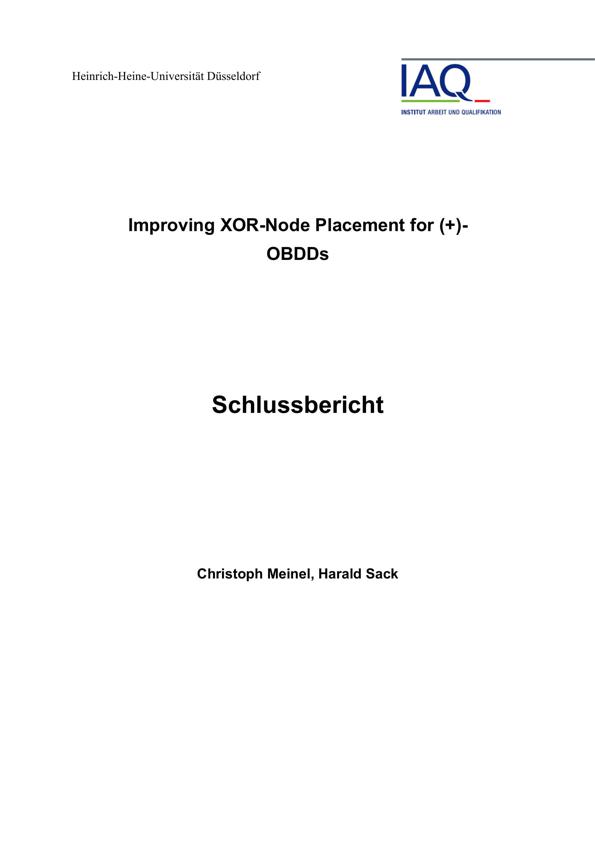 Heinrich-Heine-Universität Düsseldorf
IAQ
INSTITUT ARBEIT UND QUALIFIKATION
Improving XOR-Node Placement for (+)-
OBDDs
Schlussbericht
Christoph Meinel, Harald Sack